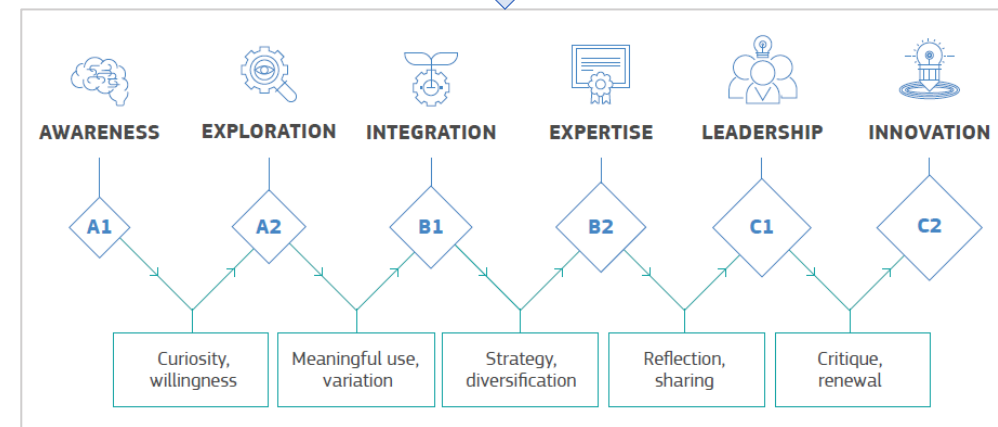 AWARENESS
EXPLORATION
INTEGRATION
EXPERTISE
LEADERSHIP
INNOVATION
A1
A2
B1
B2
C1
C2
Curiosity,
willingness
Meaningful use,
variation
Strategy,
diversification
Reflection,
sharing
Critique,
renewal